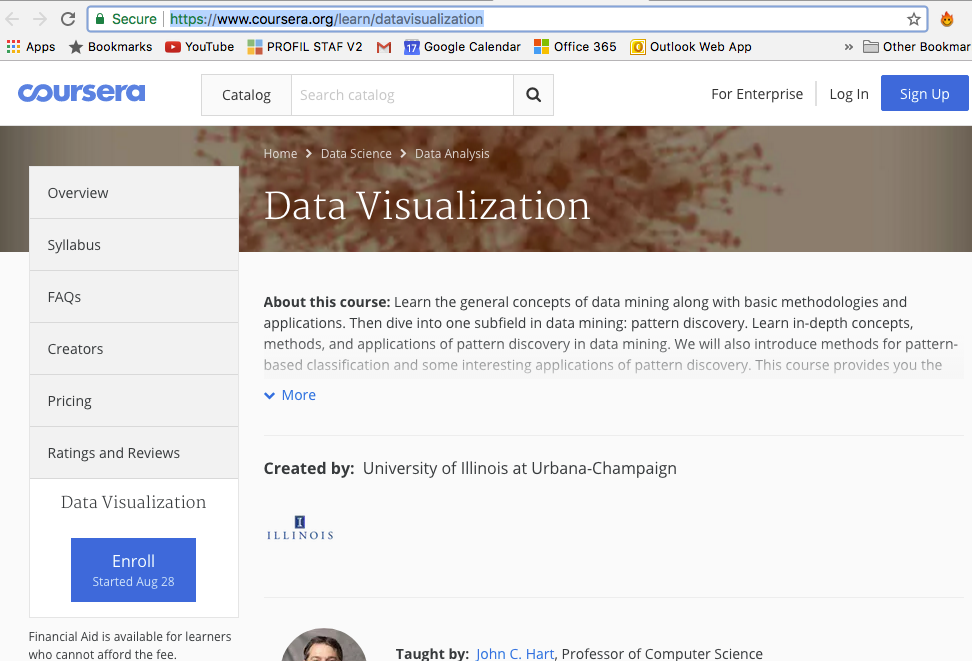 Secure https://www.coursera.org/learn/datavisualization
Apps Bookmarks YouTube PROFIL STAF V2 17 Google Calendar Office 365 Outlook Web App » Other Bookmar
coursera Catalog Search catalog For Enterprise Log In Sign Up
Home Data Science Data Analysis
Data Visualization
Overview
Syllabus
FAQs
Creators
Pricing
Ratings and Reviews
Data Visualization
Enroll
Started Aug 28
Financial Aid is available for learners
who cannot afford the fee.
About this course: Learn the general concepts of data mining along with basic methodologies and
applications. Then dive into one subfield in data mining: pattern discovery. Learn in-depth concepts,
methods, and applications of pattern discovery in data mining. We will also introduce methods for pattern-
based classification and some interesting applications of pattern discovery. This course provides you the
More
Created by: University of Illinois at Urbana-Champaign
I
ILLINOIS
Taught by: John C. Hart, Professor of Computer Science